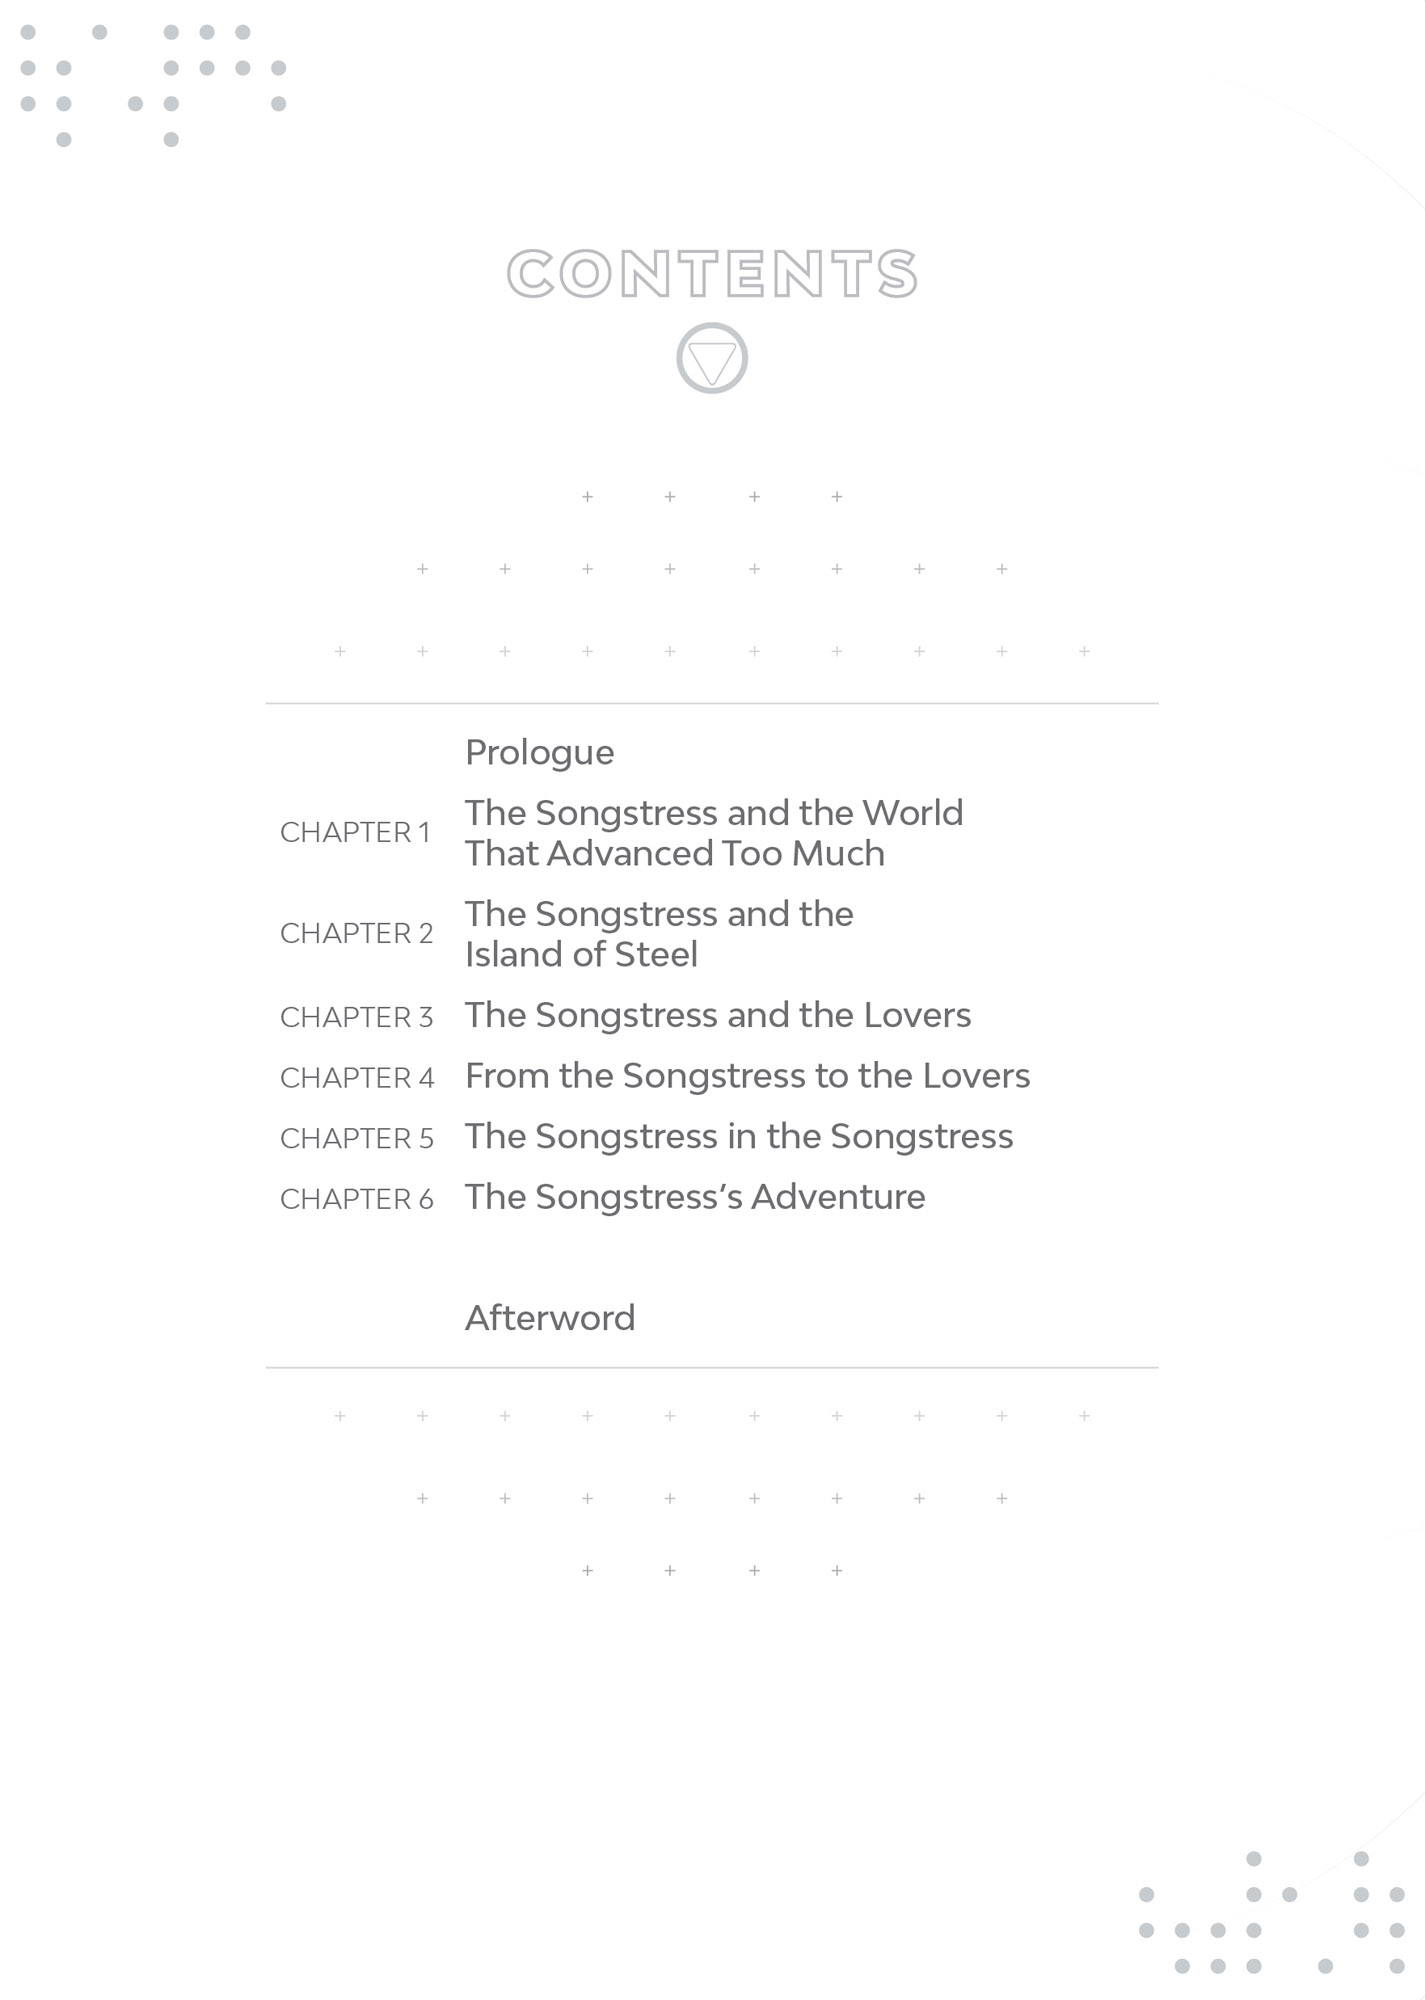 CONTENTS
Prologue
CHAPTER 1 The Songstress and the World
That Advanced Too Much
CHAPTER 2 The Songstress and the
Island of Steel
CHAPTER 3 The Songstress and the Lovers
CHAPTER 4 From the Songstress to the Lovers
CHAPTER 5 The Songstress in the Songstress
CHAPTER 6 The Songstress’s Adventure
Afterword